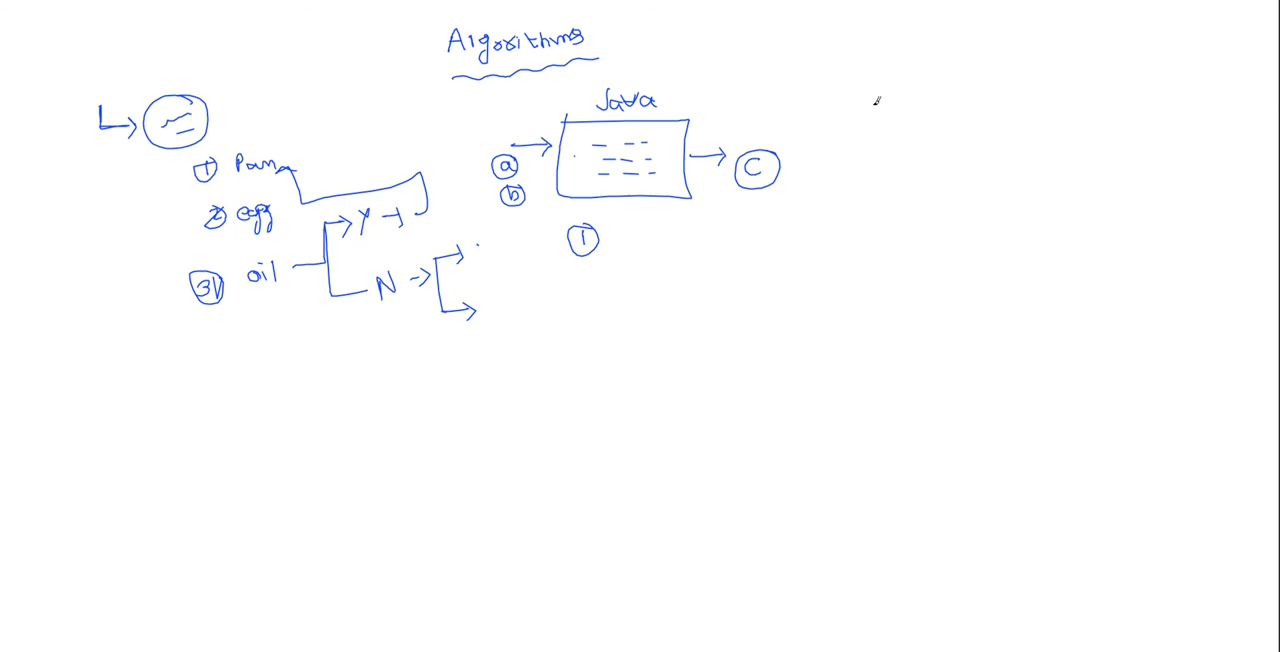 Algorithms
① Pan
② egg
③ oil
Y
N
Java
a
b
C
①